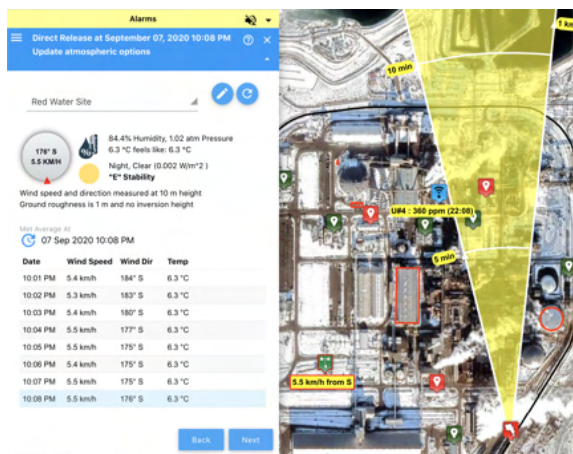 Alarms
Direct Release at September 07, 2020 10:08 PM
Update atmospheric options
Red Water Site
176° S
5.5 KM/H
84.4% Humidity, 1.02 atm Pressure
6.3 °C feels like: 6.3 °C
Night, Clear (0.002 W/m^2 )
"E" Stability
Wind speed and direction measured at 10 m height
Ground roughness is 1 m and no inversion height
Met Average At
07 Sep 2020 10:08 PM
Date Wind Speed Wind Dir Temp
10:01 PM 5.4 km/h 184° S 6.3 °C
10:02 PM 5.3 km/h 183° S 6.3 °C
10:03 PM 5.4 km/h 180° S 6.3 °C
10:04 PM 5.5 km/h 177° S 6.3 °C
10:05 PM 5.5 km/h 175° S 6.3 °C
10:06 PM 5.4 km/h 175° S 6.3 °C
10:07 PM 5.5 km/h 175° S 6.3 °C
10:08 PM 5.5 km/h 176° S 6.3 °C
Back Next
1 km
10 min
U#4 : 360 ppm (22:08)
5 min
5.5 km/h from S